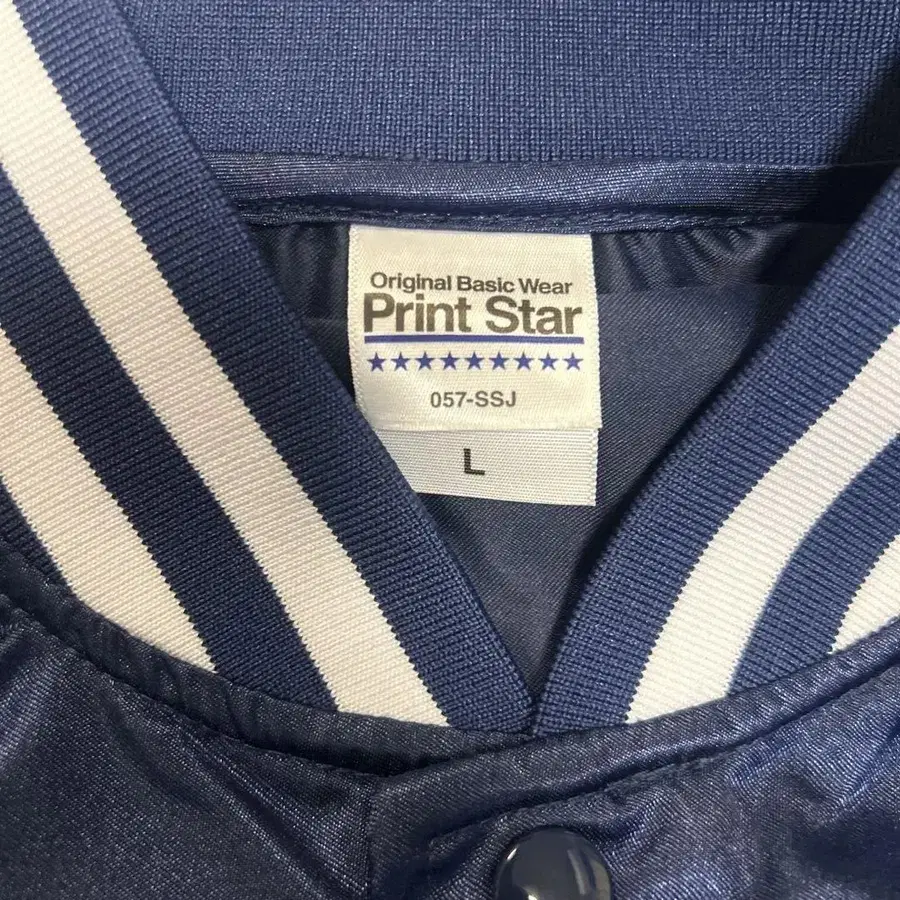 Original Basic Wear
Print Star
★★★★★★★★★
057-SSJ
L